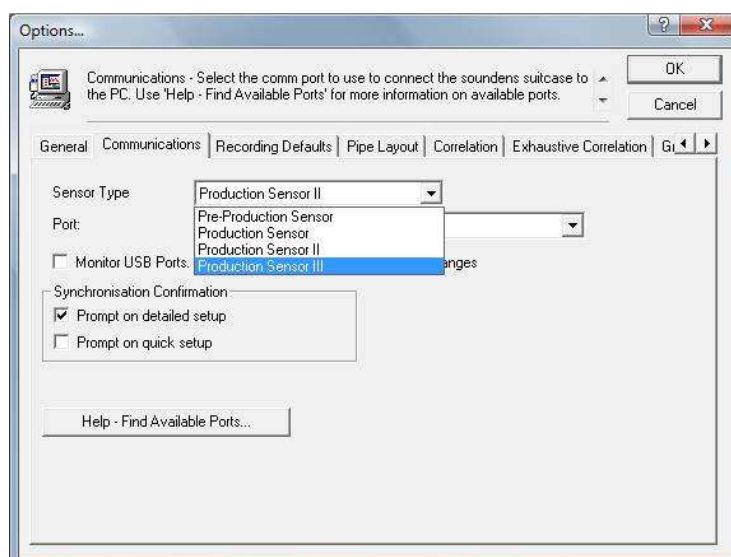 Options...
Communications - Select the comm port to use to connect the soundens suitcase to
the PC. Use 'Help - Find Available Ports' for more information on available ports.
OK
Cancel
General Communications Recording Defaults Pipe Layout Correlation Exhaustive Correlation
Sensor Type Production Sensor II
Pre-Production Sensor
Port: Production Sensor
Production Sensor II
Monitor USB Ports. Production Sensor III anges
Synchronisation Confirmation
Prompt on detailed setup
Prompt on quick setup
Help - Find Available Ports...